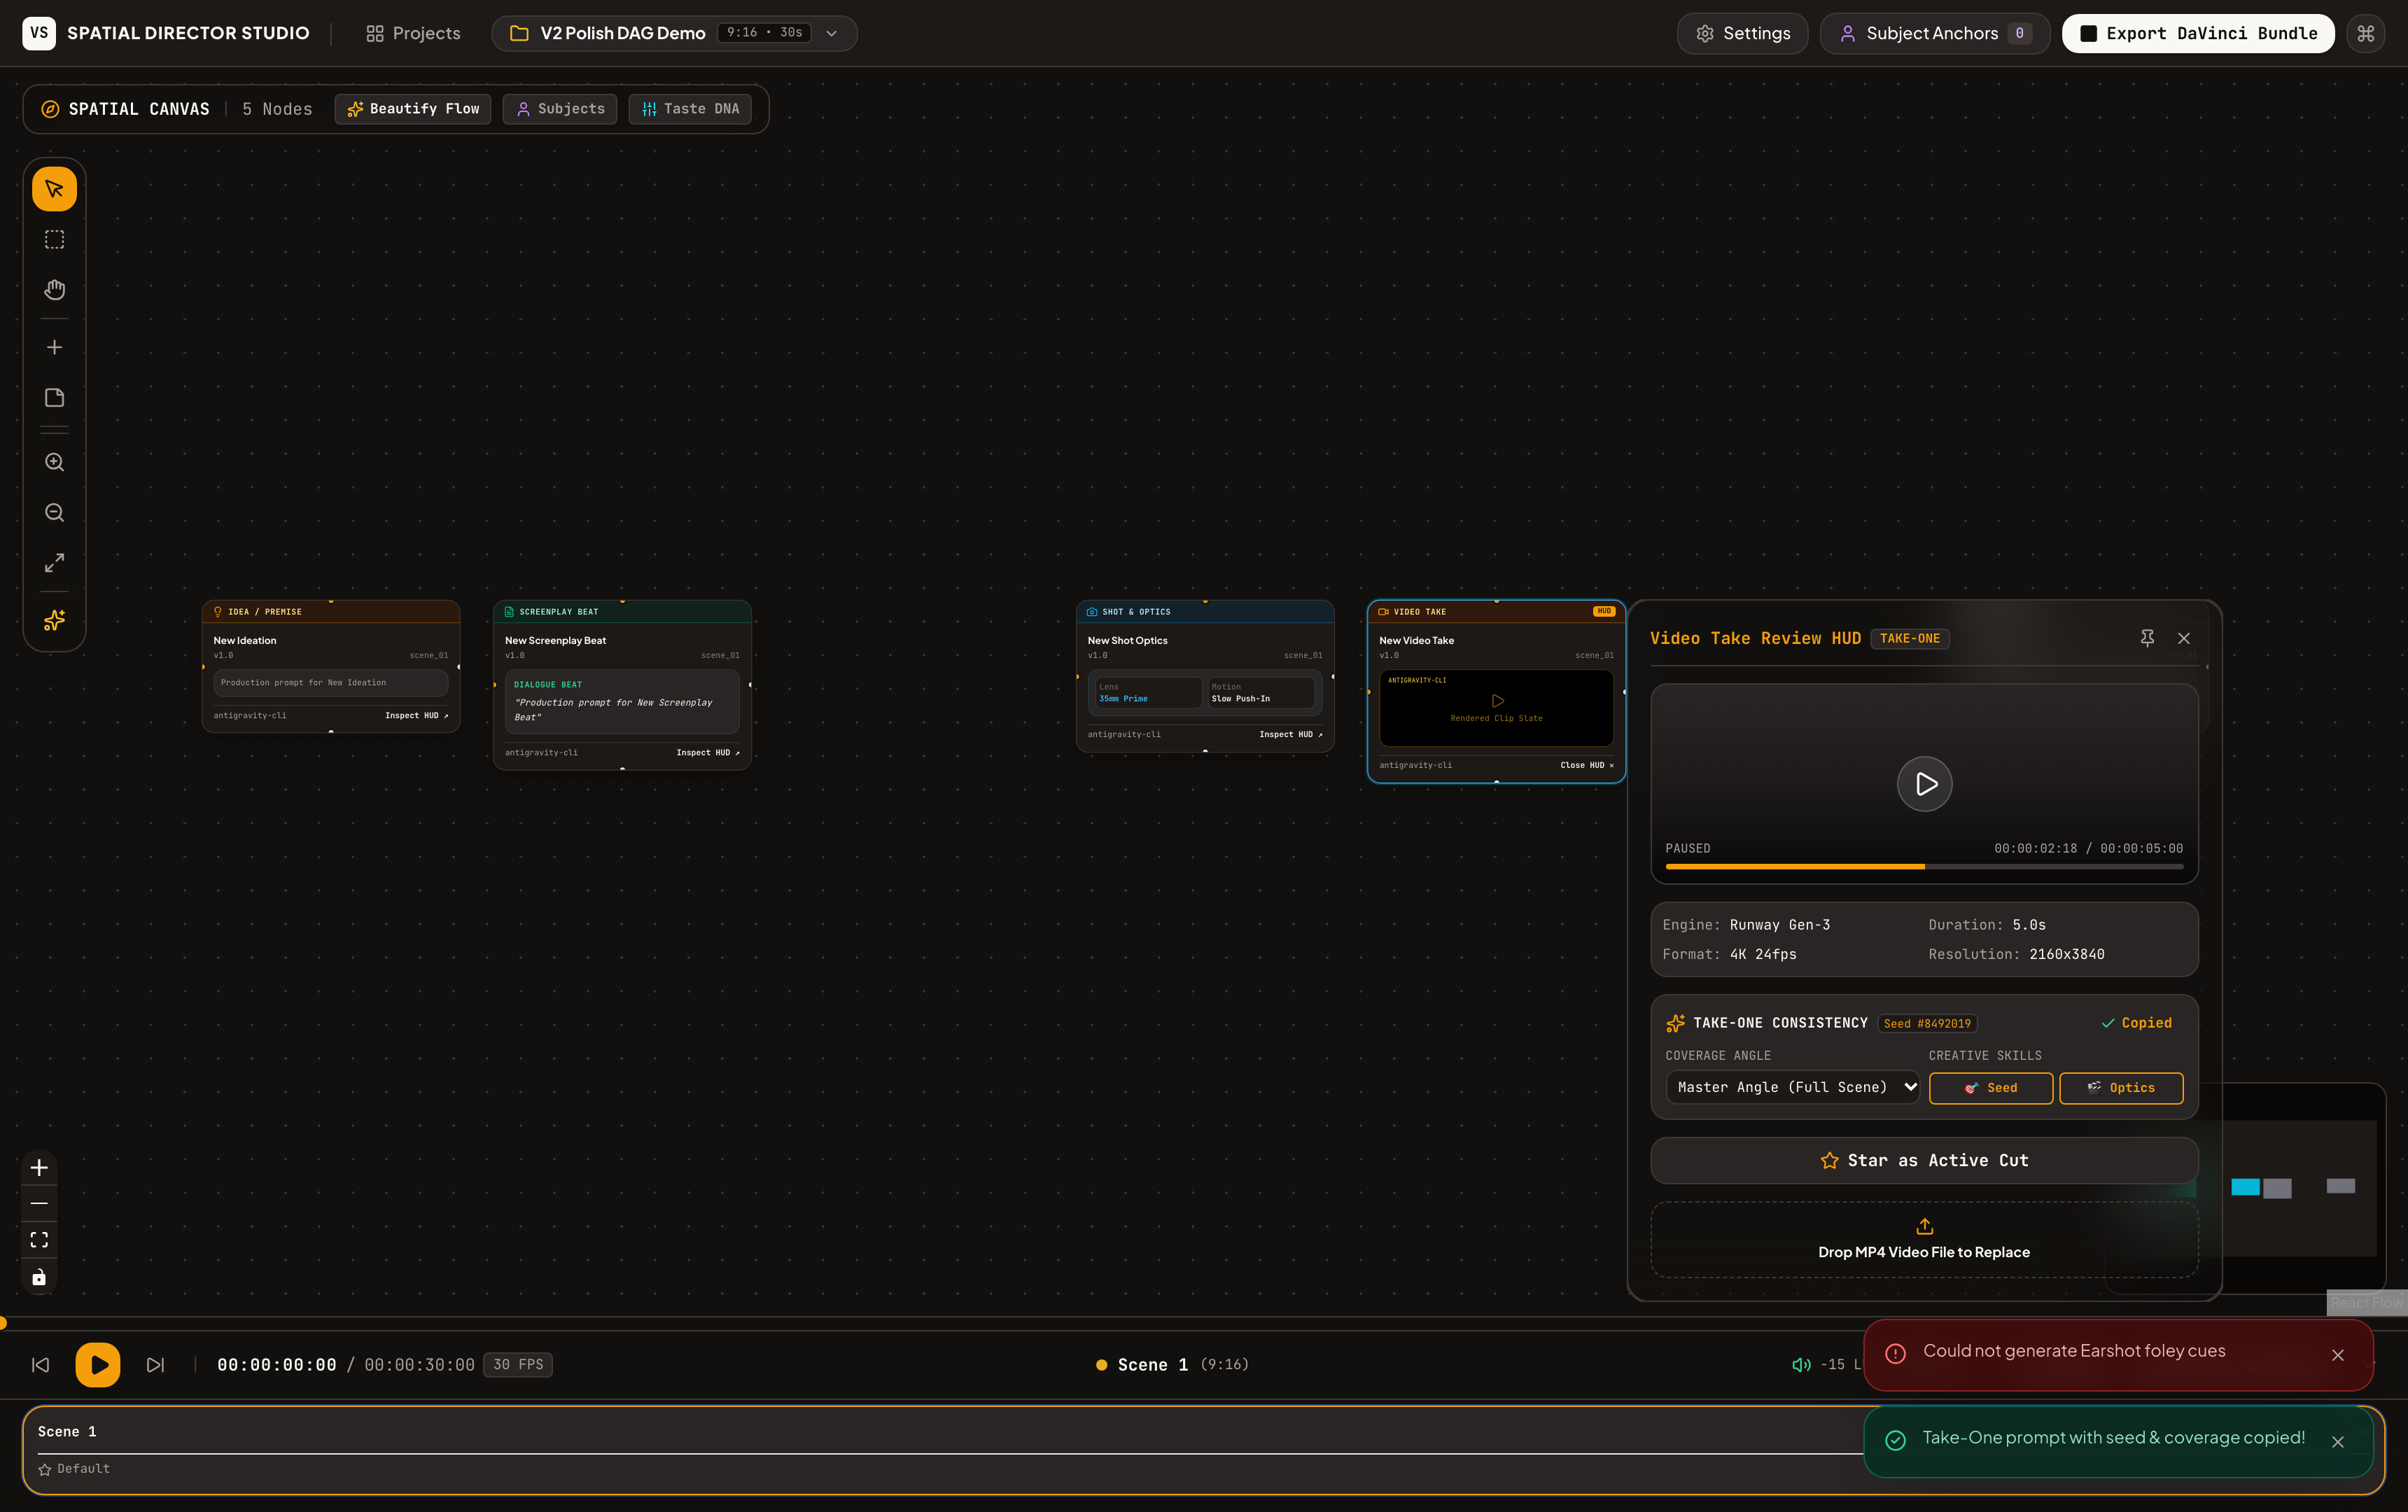 VS SPATIAL DIRECTOR STUDIO Projects V2 Polish DAG Demo 9:16 • 30s Settings Subject Anchors 0 Export DaVinci Bundle
SPATIAL CANVAS 5 Nodes Beautify Flow Subjects Taste DNA
IDEA / PREMISE
New Ideation
v1.0 scene_01
Production prompt for New Ideation
antigravity-cli Inspect HUD ↗
SCREENPLAY BEAT
New Screenplay Beat
v1.0 scene_01
DIALOGUE BEAT
"Production prompt for New Screenplay
Beat"
antigravity-cli Inspect HUD ↗
SHOT & OPTICS
New Shot Optics
v1.0 scene_01
Lens Motion
35mm Prime Slow Push-In
antigravity-cli Inspect HUD ↗
VIDEO TAKE HUD
New Video Take
v1.0 scene_01
ANTIGRAVITY-CLI
Rendered Clip Slate
antigravity-cli Close HUD ×
Video Take Review HUD TAKE-ONE
PAUSED 00:00:02:18 / 00:00:05:00
Engine: Runway Gen-3 Duration: 5.0s
Format: 4K 24fps Resolution: 2160x3840
TAKE-ONE CONSISTENCY Seed #8492019 Copied
COVERAGE ANGLE CREATIVE SKILLS
Master Angle (Full Scene) 🎯 Seed 🎬 Optics
Star as Active Cut
Drop MP4 Video File to Replace
React Flow
00:00:00:00 / 00:00:30:00 30 FPS Scene 1 (9:16) -15 L
Could not generate Earshot foley cues
Scene 1
Default
Take-One prompt with seed & coverage copied!